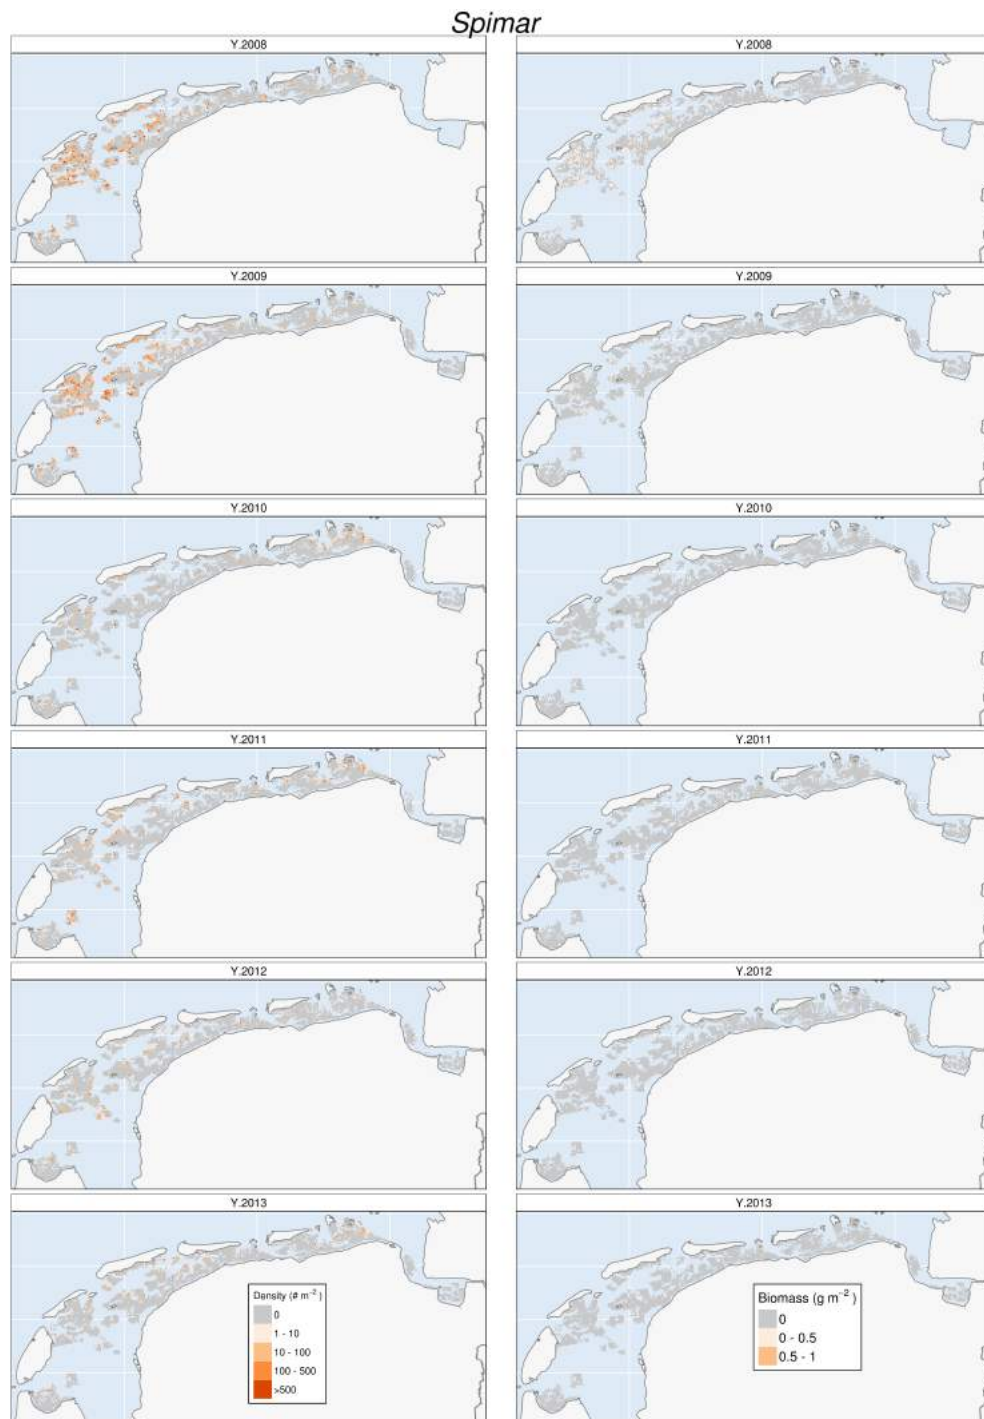 Spimar
Y.2008
Y.2008
Y.2009
Y.2009
Y.2010
Y.2010
Y.2011
Y.2011
Y.2012
Y.2012
Y.2013
Y.2013
Density (# m⁻²)
0
1 - 10
10 - 100
100 - 500
>500
Biomass (g m⁻²)
0
0 - 0.5
0.5 - 1